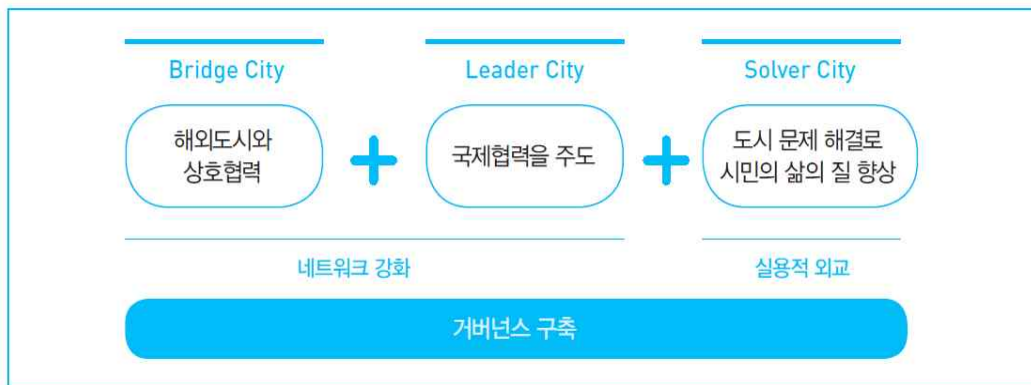 Bridge City
Leader City
Solver City
해외도시와
상호협력
+
국제협력을 주도
+
도시 문제 해결로
시민의 삶의 질 향상
네트워크 강화
실용적 외교
거버넌스 구축